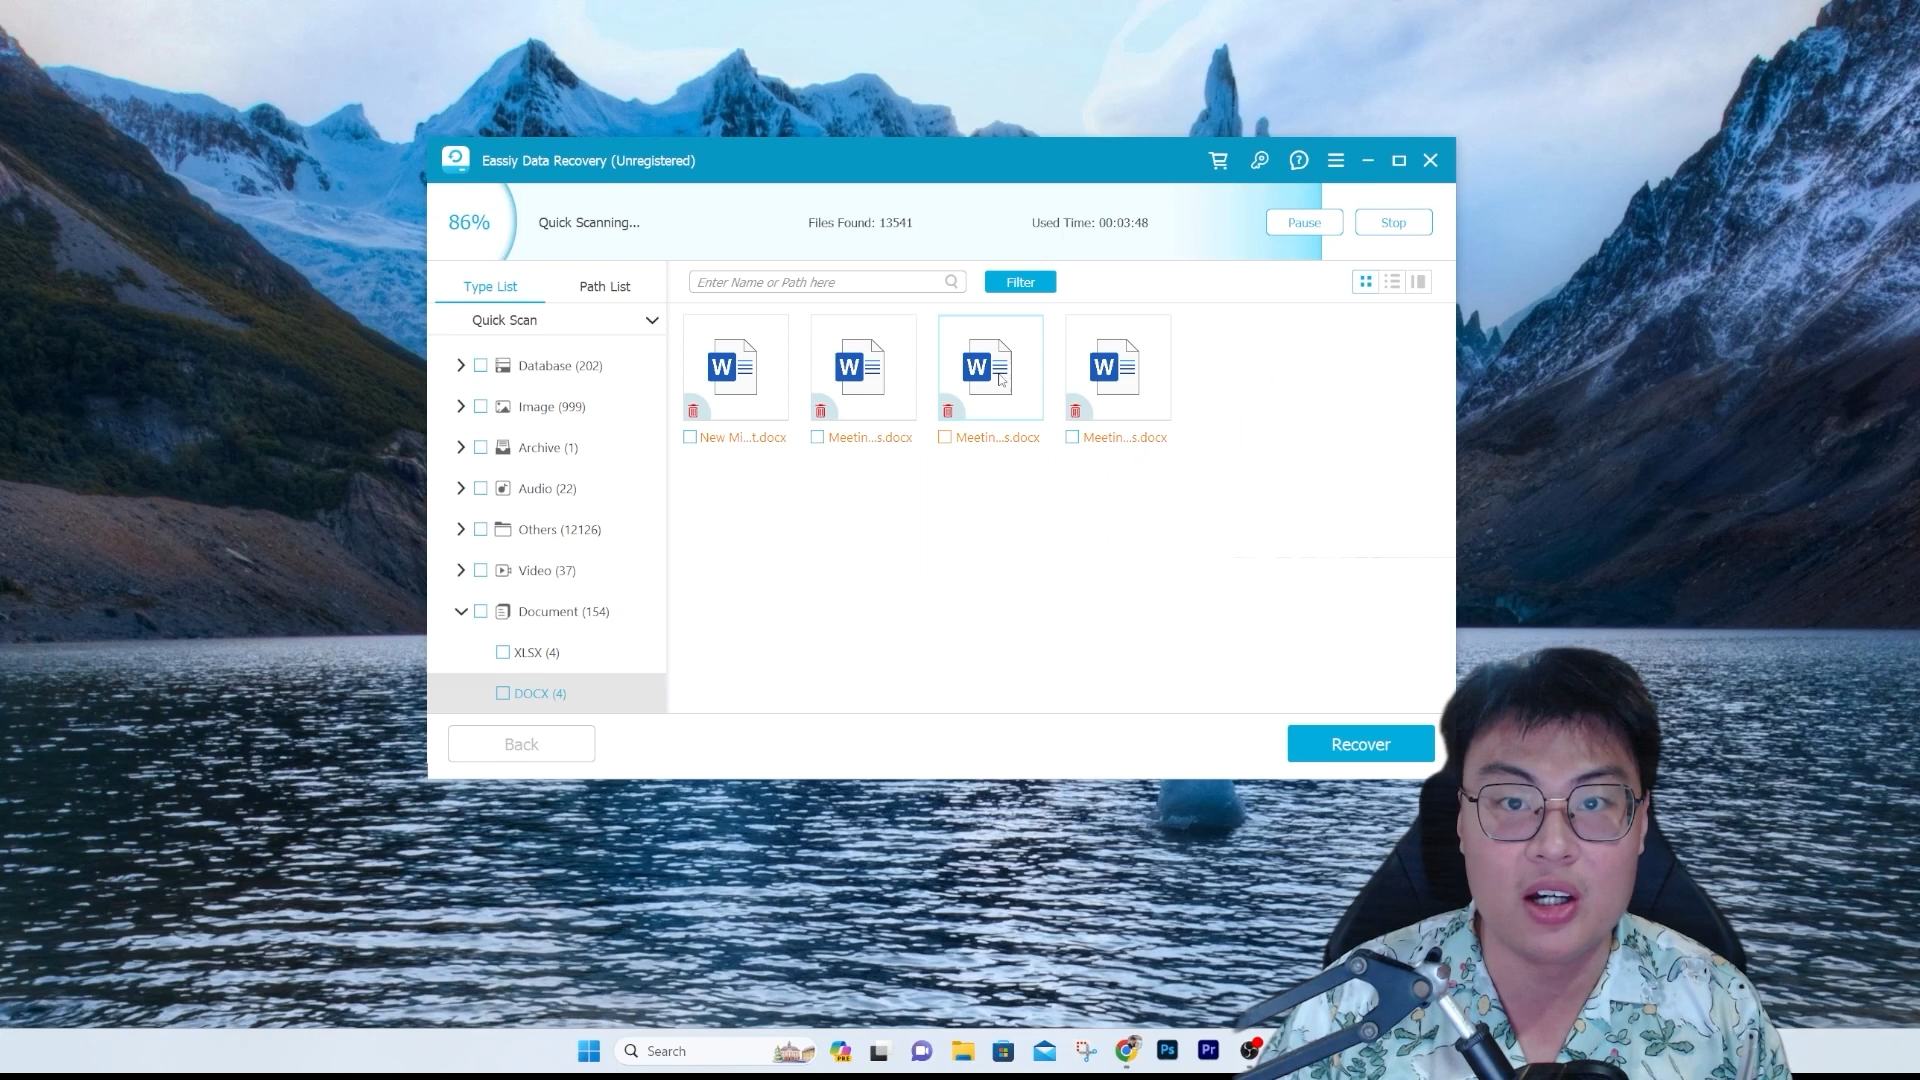 Eassiy Data Recovery (Unregistered)
86%
Quick Scanning...
Files Found: 13541
Used Time: 00:03:48
Pause
Stop
Type List
Path List
Enter Name or Path here
Filter
Quick Scan
Database (202)
Image (999)
Archive (1)
Audio (22)
Others (12126)
Video (37)
Document (154)
XLSX (4)
DOCX (4)
W
W
W
W
New Mi...t.docx
Meetin...s.docx
Meetin...s.docx
Meetin...s.docx
Back
Recover
Search
PRE
Ps
Pr